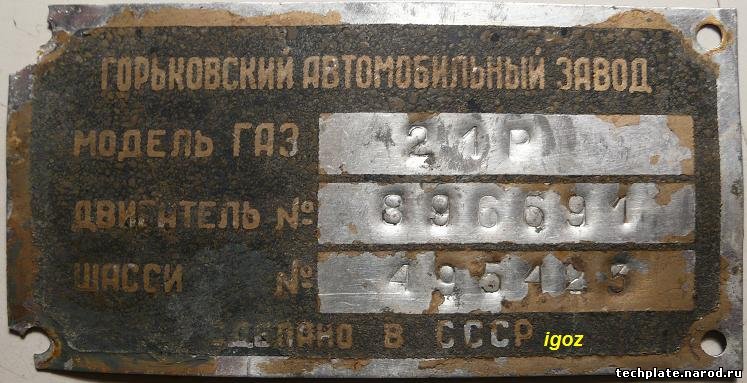 ГОРЬКОВСКИЙ АВТОМОБИЛЬНЫЙ ЗАВОД
МОДЕЛЬ ГАЗ 21Р
ДВИГАТЕЛЬ № 896691
ШАССИ № 495423
СДЕЛАНО В СССР igoz
techplate.narod.ru